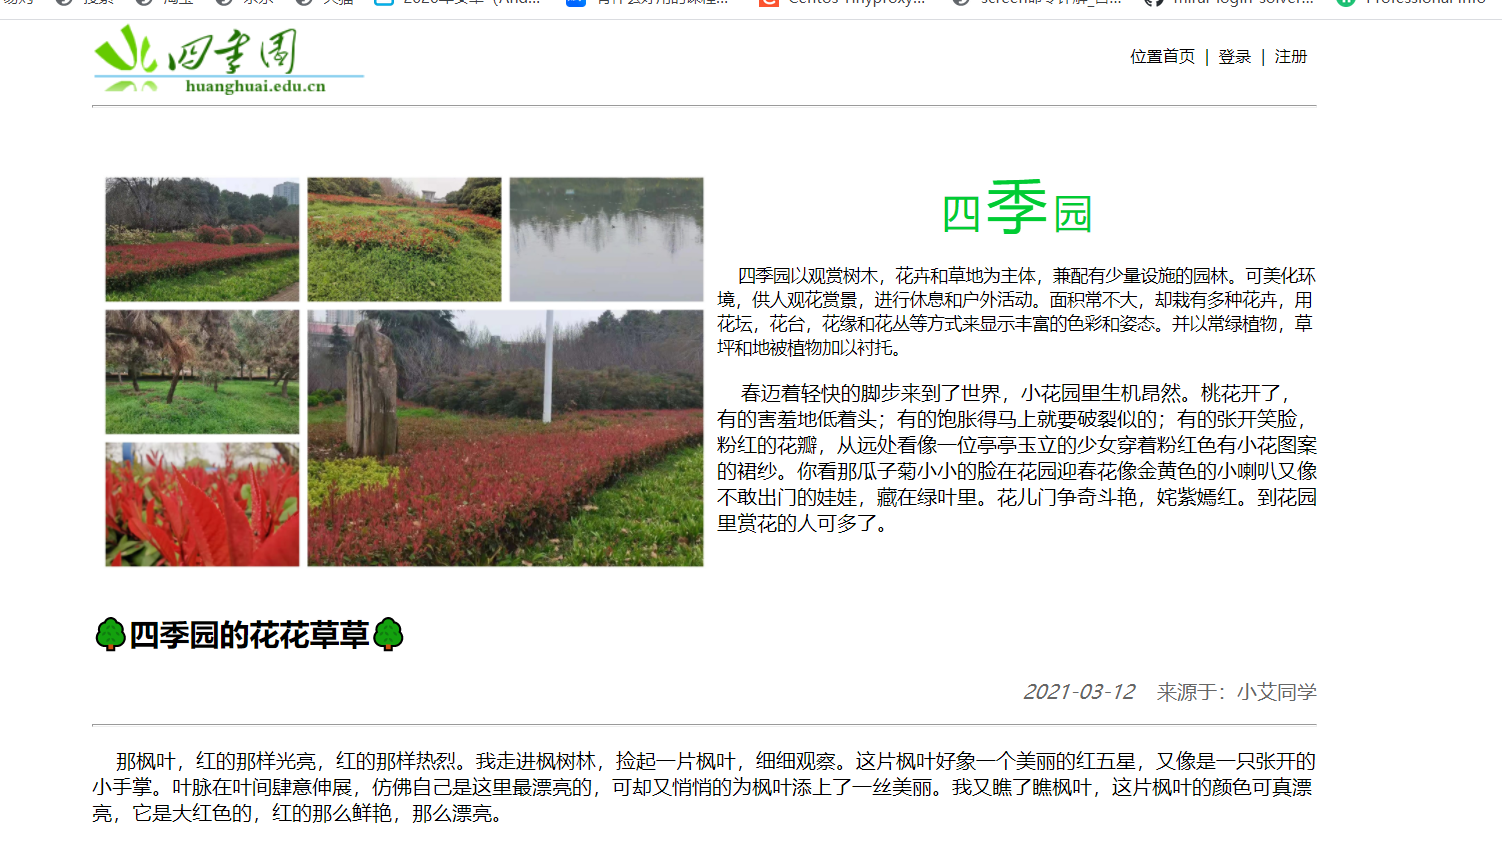 四季园
huanghuai.edu.cn
位置首页 | 登录 | 注册
四季园
四季园以观赏树木，花卉和草地为主体，兼配有少量设施的园林。可美化环
境，供人观花赏景，进行休息和户外活动。面积常不大，却栽有多种花卉，用
花坛，花台，花缘和花丛等方式来显示丰富的色彩和姿态。并以常绿植物，草
坪和地被植物加以衬托。
春迈着轻快的脚步来到了世界，小花园里生机昂然。桃花开了，
有的害羞地低着头；有的饱胀得马上就要破裂似的；有的张开笑脸，
粉红的花瓣，从远处看像一位亭亭玉立的少女穿着粉红色有小花图案
的裙纱。你看那瓜子菊小小的脸在花园迎春花像金黄色的小喇叭又像
不敢出门的娃娃，藏在绿叶里。花儿门争奇斗艳，姹紫嫣红。到花园
里赏花的人可多了。
四季园的花花草草
2021-03-12 来源于：小艾同学
那枫叶，红的那样光亮，红的那样热烈。我走进枫树林，捡起一片枫叶，细细观察。这片枫叶好象一个美丽的红五星，又像是一只张开的
小手掌。叶脉在叶间肆意伸展，仿佛自己是这里最漂亮的，可却又悄悄的为枫叶添上了一丝美丽。我又瞧了瞧枫叶，这片枫叶的颜色可真漂
亮，它是大红色的，红的那么鲜艳，那么漂亮。